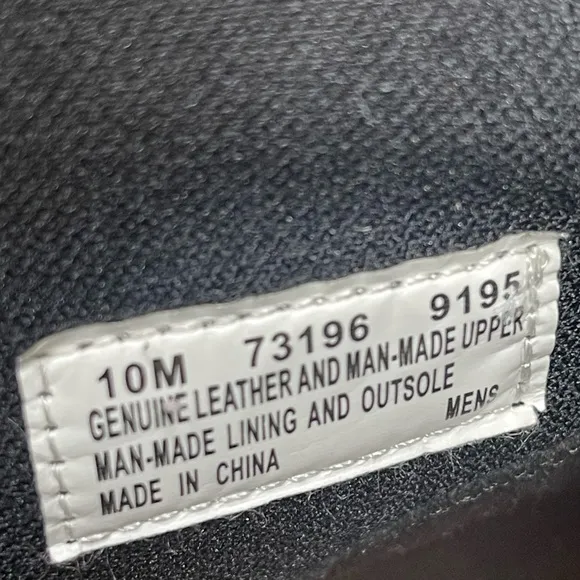 10M 73196 9195
GENUINE LEATHER AND MAN-MADE UPPER
MAN-MADE LINING AND OUTSOLE
MADE IN CHINA MENS